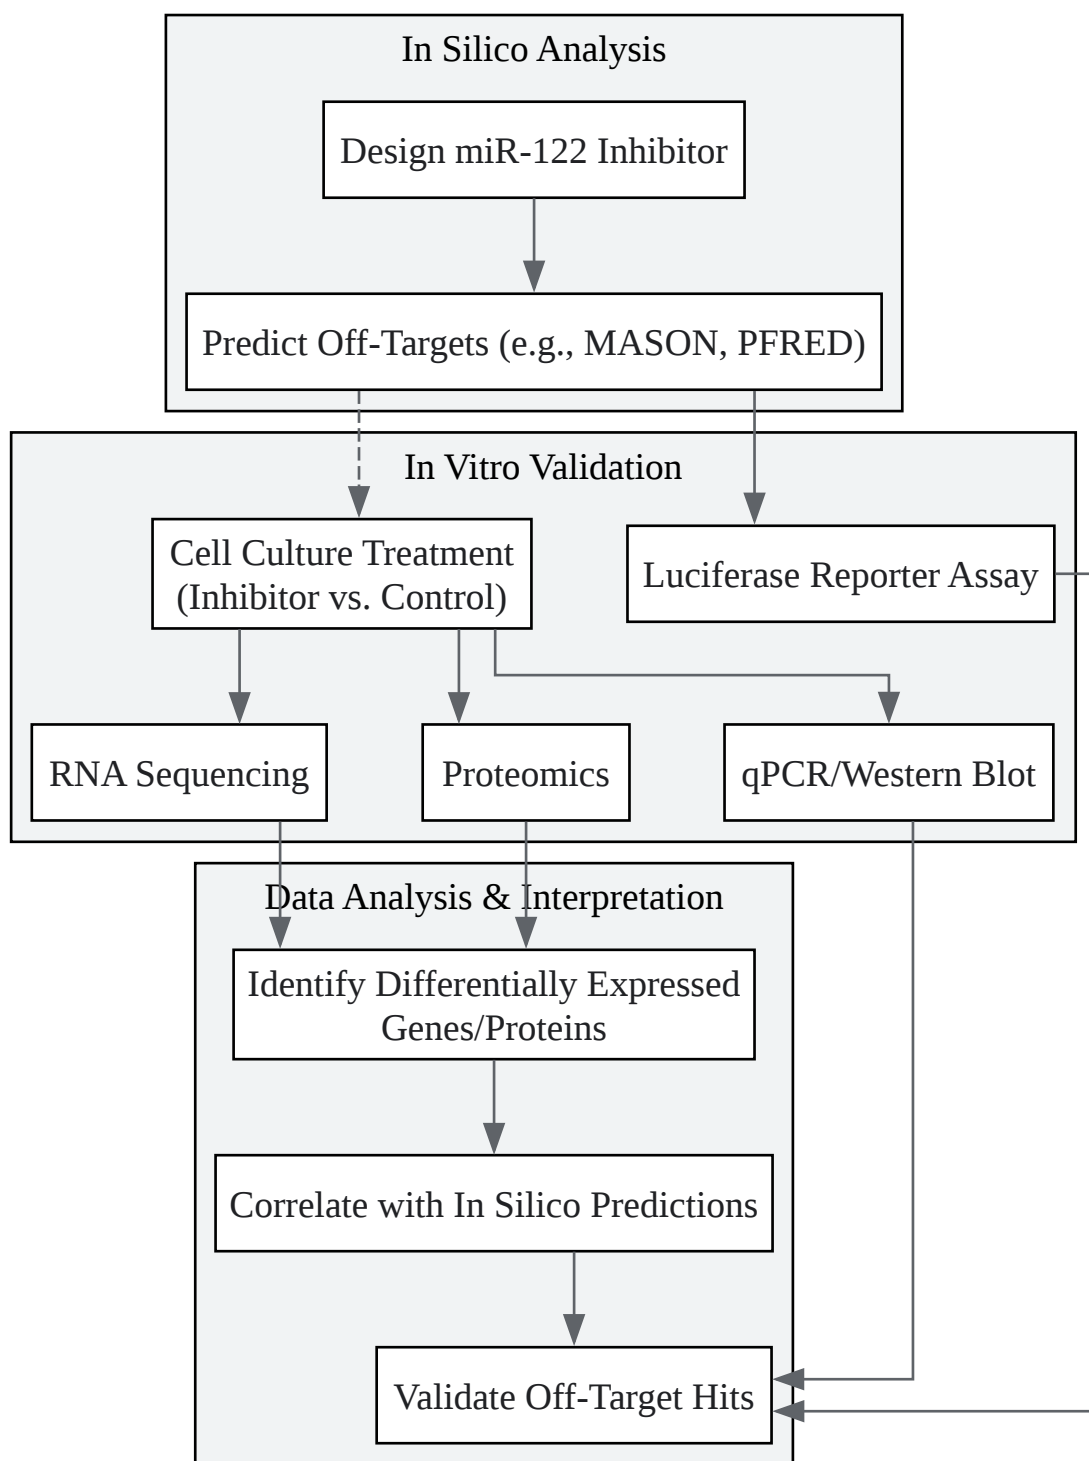 In Silico Analysis
Design miR-122 Inhibitor
Predict Off-Targets (e.g., MASON, PFRED)
In Vitro Validation
Cell Culture Treatment
(Inhibitor vs. Control)
Luciferase Reporter Assay
RNA Sequencing
Proteomics
qPCR/Western Blot
Data Analysis & Interpretation
Identify Differentially Expressed
Genes/Proteins
Correlate with In Silico Predictions
Validate Off-Target Hits